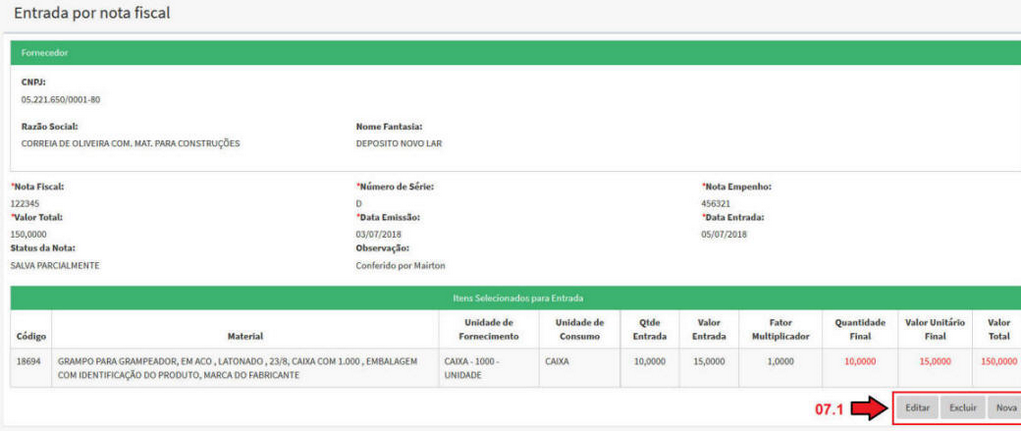 Entrada por nota fiscal
Fornecedor
CNPJ:
05.221.650/0001-80
Razão Social: Nome Fantasia:
CORREIA DE OLIVEIRA COM. MAT. PARA CONSTRUÇÕES DEPOSITO NOVO LAR
*Nota Fiscal: *Número de Série: *Nota Empenho:
122345 D 456321
*Valor Total: *Data Emissão: *Data Entrada:
150,0000 03/07/2018 05/07/2018
Status da Nota: Observação:
SALVA PARCIALMENTE Conferido por Mairton
Itens Selecionados para Entrada
Código Material Unidade de Fornecimento Unidade de Consumo Qtde Entrada Valor Entrada Fator Multiplicador Quantidade Final Valor Unitário Final Valor Total
18694 GRAMPO PARA GRAMPEADOR, EM ACO , LATONADO , 23/8, CAIXA COM 1.000 , EMBALAGEM CAIXA - 1000 - CAIXA 10,0000 15,0000 1,0000 10,0000 15,0000 150,0000
COM IDENTIFICAÇÃO DO PRODUTO, MARCA DO FABRICANTE UNIDADE
07.1 Editar Excluir Nova